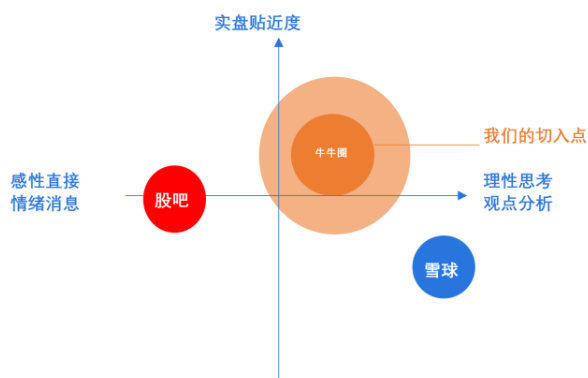 实盘贴近度
我们的切入点
牛牛圈
感性直接
情绪消息
股吧
理性思考
观点分析
雪球